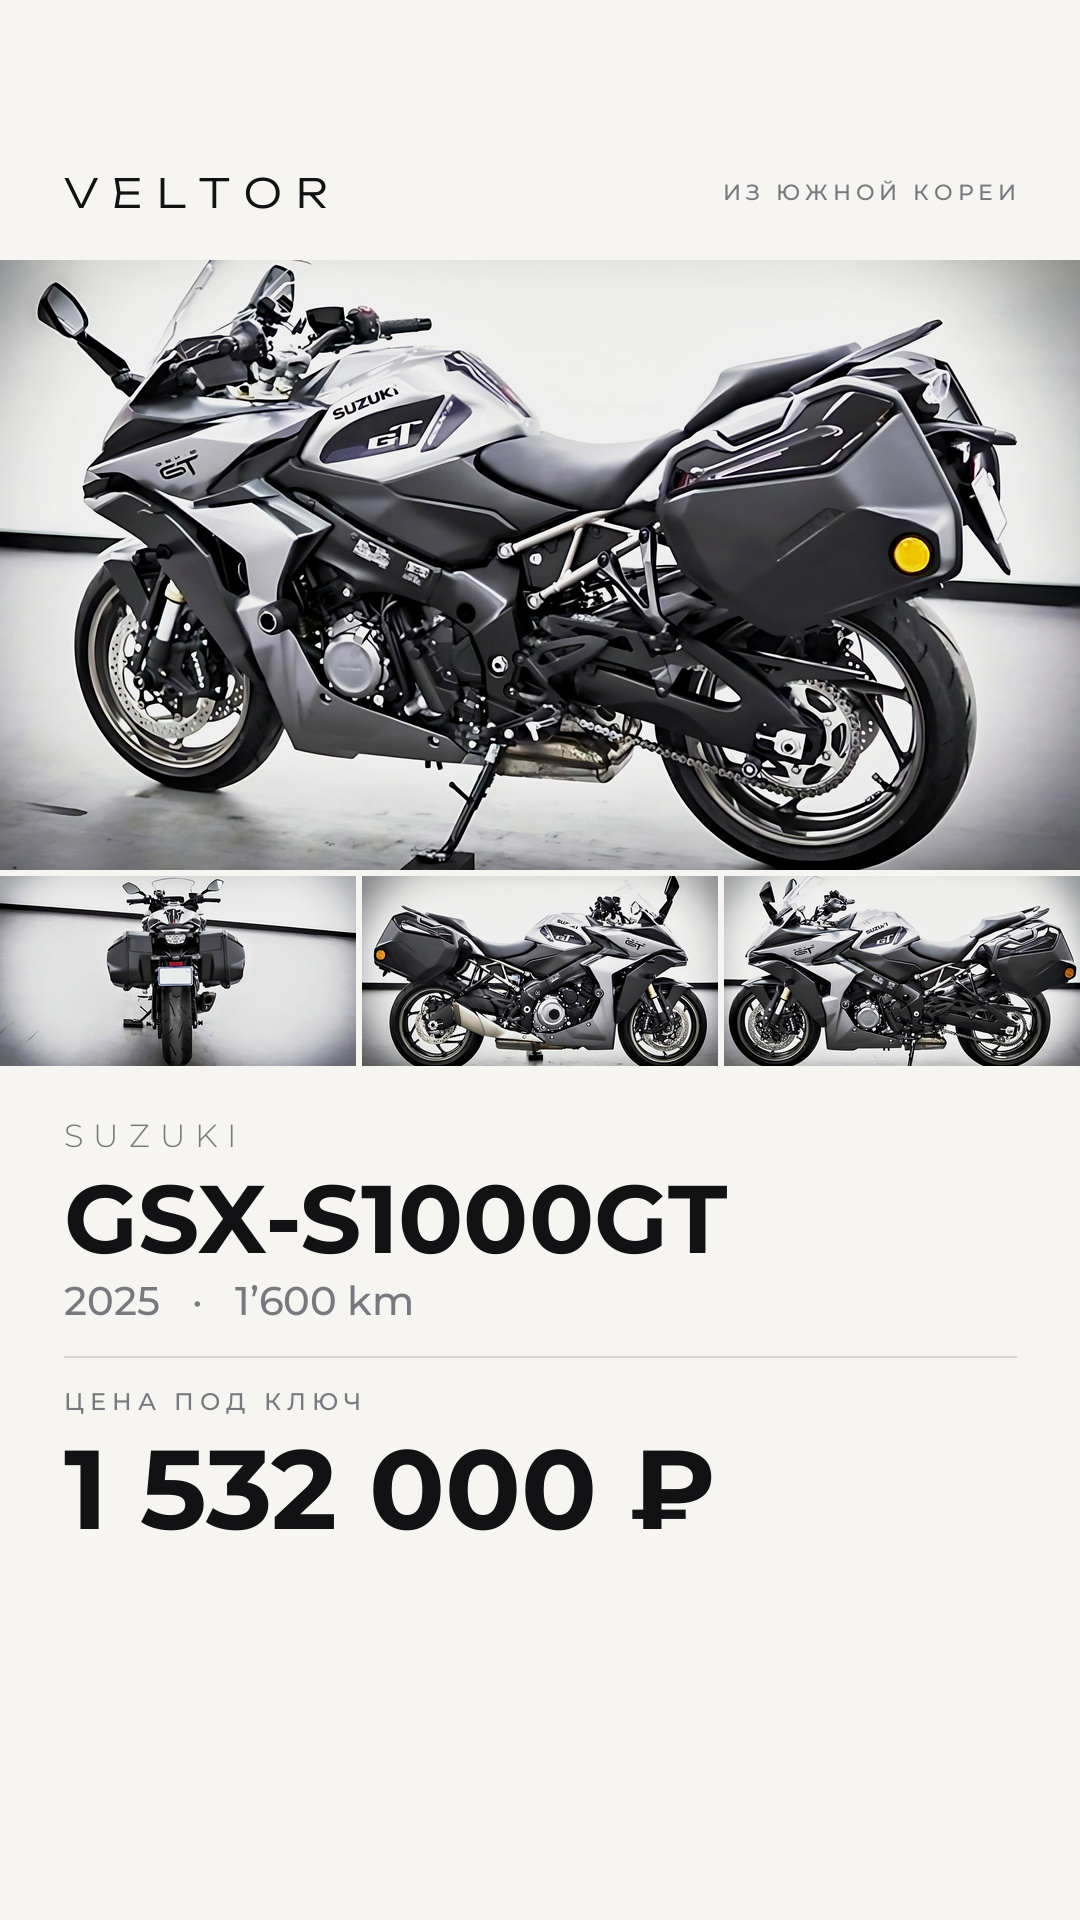 VELTOR
ИЗ ЮЖНОЙ КОРЕИ
SUZUKI
GT
GT
SUZUKI
GSX-S1000GT
2025 · 1’600 km
ЦЕНА ПОД КЛЮЧ
1 532 000 ₽